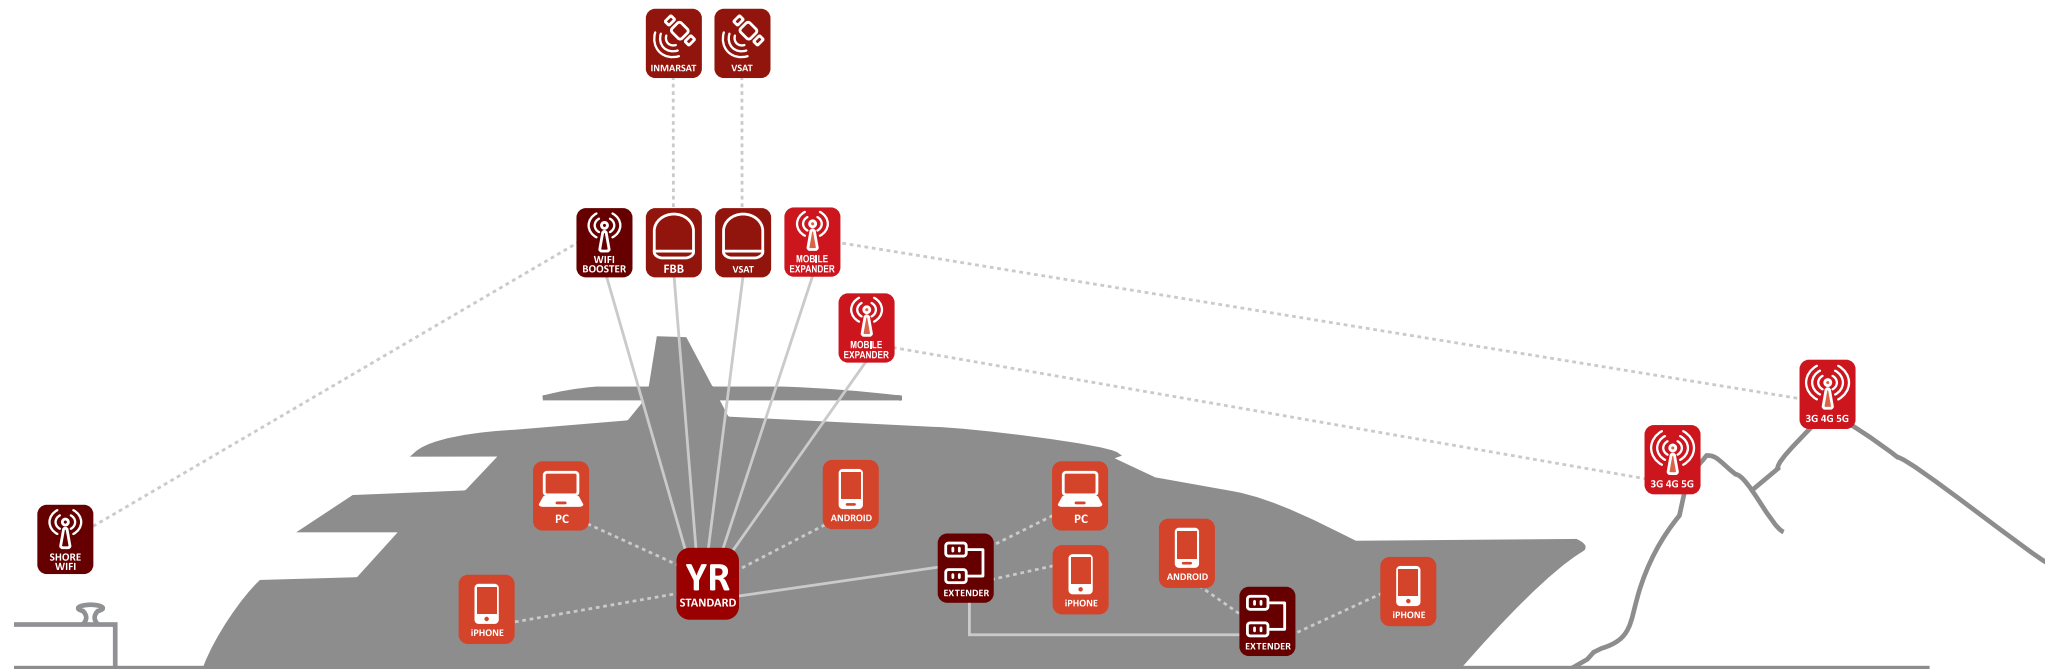 INMARSAT
VSAT
WIFI
BOOSTER
FBB
VSAT
MOBILE
EXPANDER
MOBILE
EXPANDER
3G 4G 5G
3G 4G 5G
SHORE
WIFI
PC
ANDROID
PC
YR
STANDARD
iPHONE
EXTENDER
iPHONE
ANDROID
EXTENDER
iPHONE